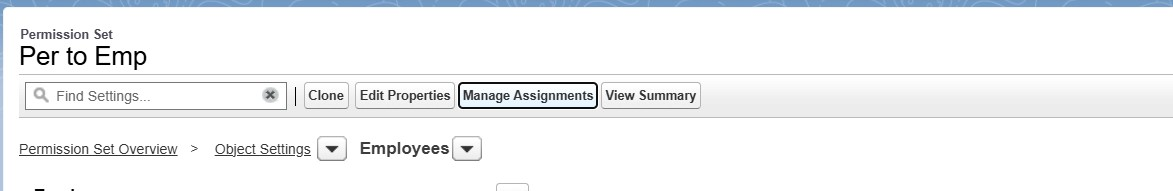 Permission Set
Per to Emp
Find Settings... Clone Edit Properties Manage Assignments View Summary
Permission Set Overview > Object Settings Employees